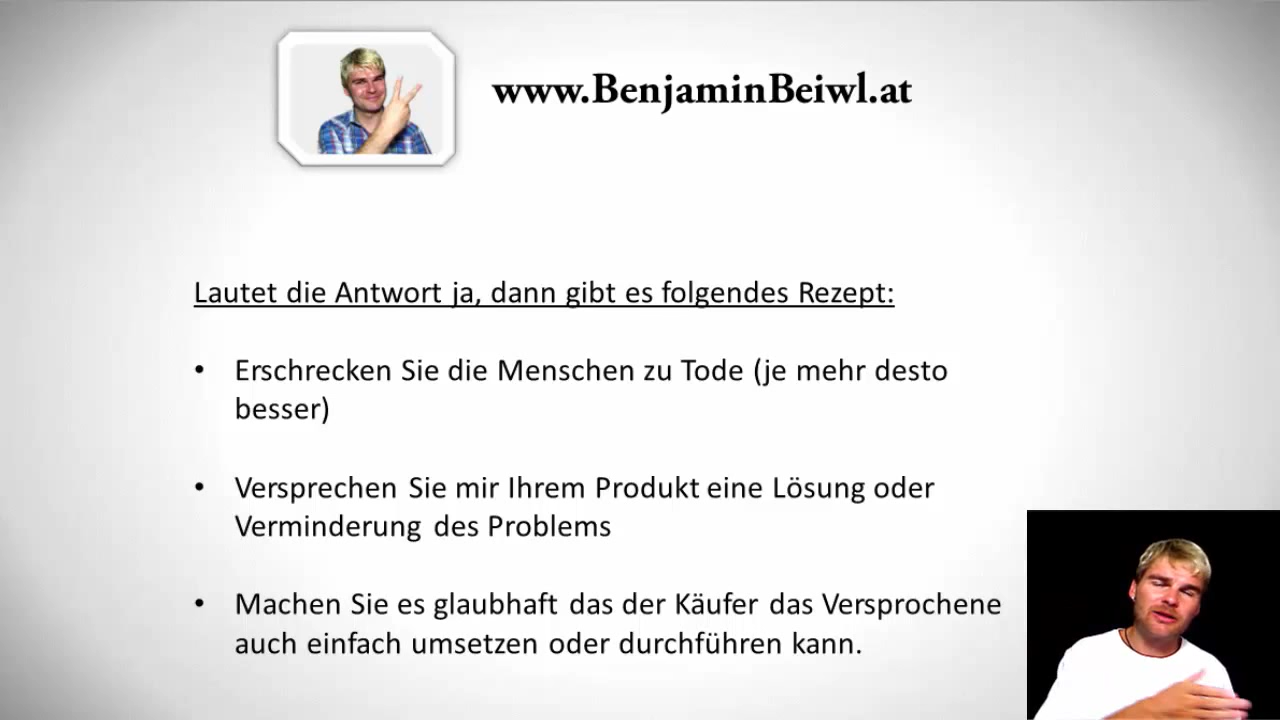 www.BenjaminBeiwl.at
Lautet die Antwort ja, dann gibt es folgendes Rezept:
• Erschrecken Sie die Menschen zu Tode (je mehr desto
besser)
• Versprechen Sie mir Ihrem Produkt eine Lösung oder
Verminderung des Problems
• Machen Sie es glaubhaft das der Käufer das Versprochene
auch einfach umsetzen oder durchführen kann.